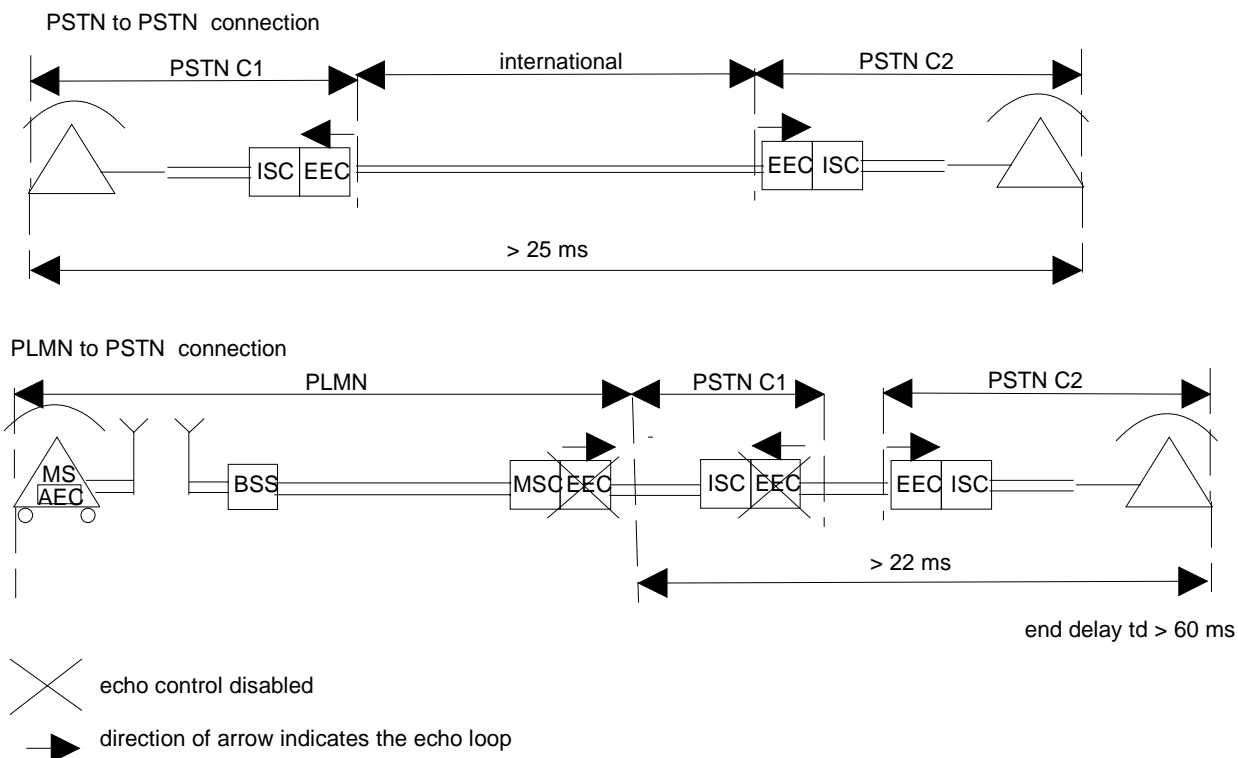 PSTN to PSTN connection
PSTN C1
international
PSTN C2
ISC EEC
EEC ISC
> 25 ms
PLMN to PSTN connection
PLMN
PSTN C1
PSTN C2
MS
AEC
BSS
MSC EEC
ISC EEC
EEC ISC
> 22 ms
end delay td > 60 ms
echo control disabled
direction of arrow indicates the echo loop